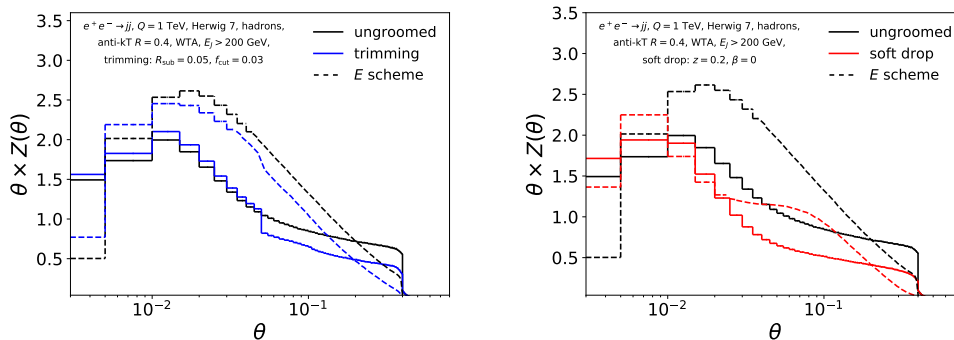 e⁺e⁻→jj, Q = 1 TeV, Herwig 7, hadrons,
anti-kT R = 0.4, WTA, E_J > 200 GeV,
trimming: R_sub = 0.05, f_cut = 0.03
ungroomed
trimming
E scheme
θ × Z(θ)
3.5
3.0
2.5
2.0
1.5
1.0
0.5
10⁻²
10⁻¹
θ
e⁺e⁻→jj, Q = 1 TeV, Herwig 7, hadrons,
anti-kT R = 0.4, WTA, E_J > 200 GeV,
soft drop: z = 0.2, β = 0
ungroomed
soft drop
E scheme
θ × Z(θ)
3.5
3.0
2.5
2.0
1.5
1.0
0.5
10⁻²
10⁻¹
θ